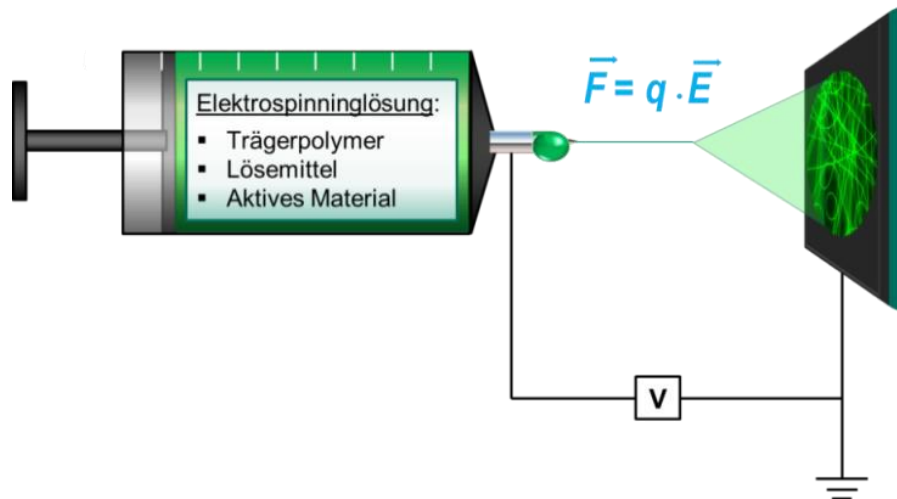 Elektrospinninglösung:
▪ Trägerpolymer
▪ Lösemittel
▪ Aktives Material
F = q · E
V